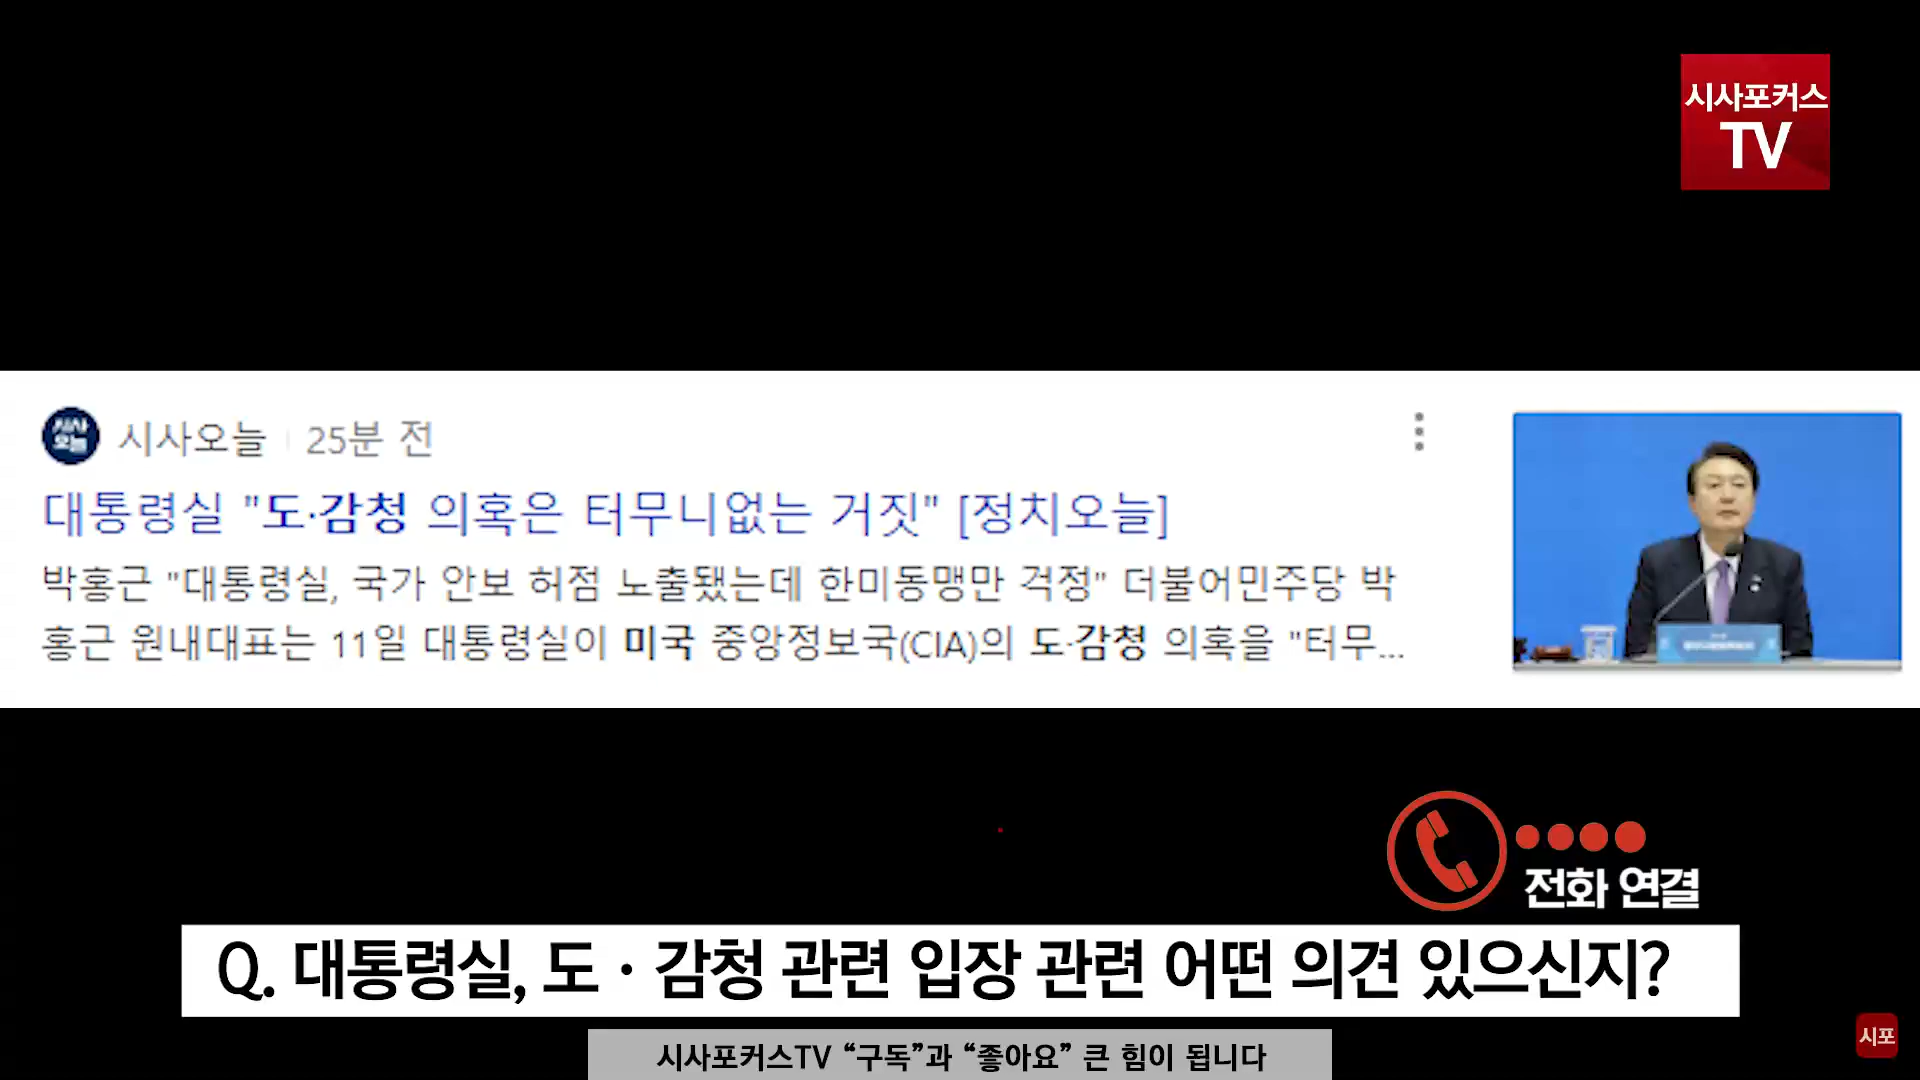 시사포커스
TV
시사오늘
시사오늘 | 25분 전
대통령실 "도·감청 의혹은 터무니없는 거짓" [정치오늘]
박홍근 "대통령실, 국가 안보 허점 노출됐는데 한미동맹만 걱정" 더불어민주당 박
홍근 원내대표는 11일 대통령실이 미국 중앙정보국(CIA)의 도·감청 의혹을 "터무...
전화 연결
Q. 대통령실, 도 · 감청 관련 입장 관련 어떤 의견 있으신지?
시사포커스TV “구독”과 “좋아요” 큰 힘이 됩니다
시포